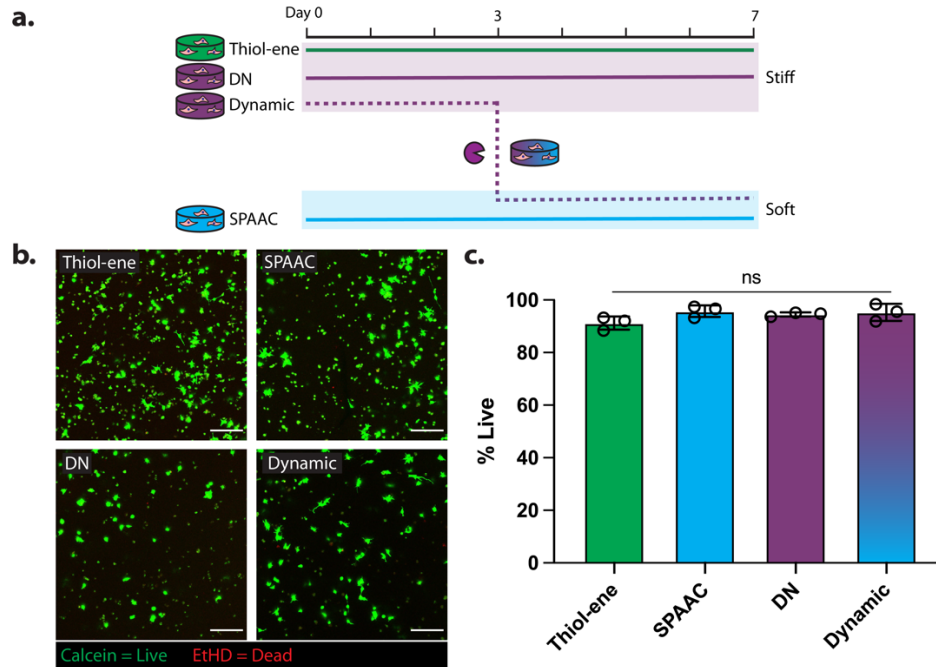 a.
Day 0 3 7
Thiol-ene
DN
Stiff
Dynamic
SPAAC
Soft
b.
Thiol-ene
SPAAC
DN
Dynamic
Calcein = Live EtHD = Dead
c.
ns
100
80
60
40
20
0
% Live
Thiol-ene
SPAAC
DN
Dynamic